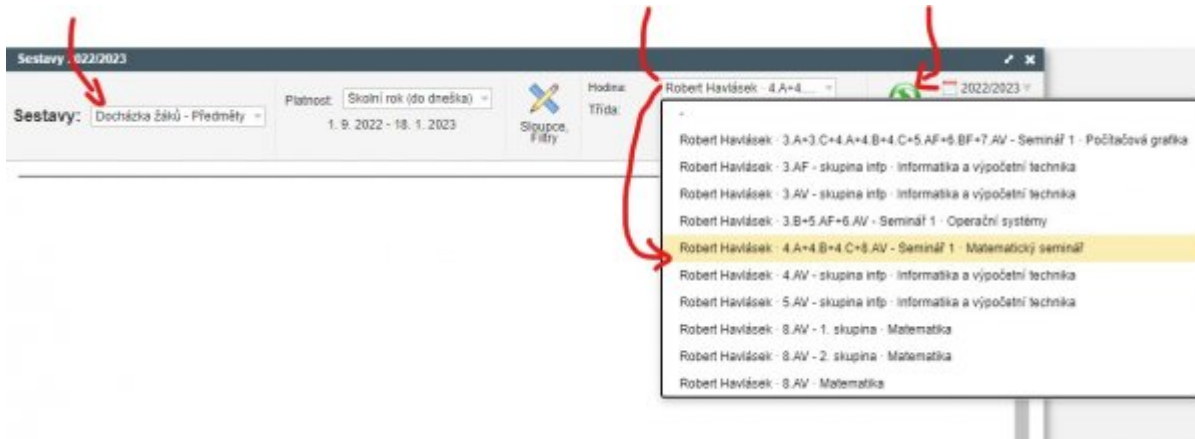 Sestavy 2022/2023
Sestavy: Docházka žáků - Předměty
Platnost: Školní rok (do dneška)
1. 9. 2022 - 18. 1. 2023
Sloupce,
Filtry
Hodina: Robert Havlásek · 4.A+4....
Třída:
2022/2023
-
Robert Havlásek · 3.A+3.C+4.A+4.B+4.C+5.AF+6.BF+7.AV - Seminář 1 · Počítačová grafika
Robert Havlásek · 3.AF - skupina infp · Informatika a výpočetní technika
Robert Havlásek · 3.AV - skupina infp · Informatika a výpočetní technika
Robert Havlásek · 3.B+5.AF+6.AV - Seminář 1 · Operační systémy
Robert Havlásek · 4.A+4.B+4.C+8.AV - Seminář 1 · Matematický seminář
Robert Havlásek · 4.AV - skupina infp · Informatika a výpočetní technika
Robert Havlásek · 5.AV - skupina infp · Informatika a výpočetní technika
Robert Havlásek · 8.AV - 1. skupina · Matematika
Robert Havlásek · 8.AV - 2. skupina · Matematika
Robert Havlásek · 8.AV · Matematika